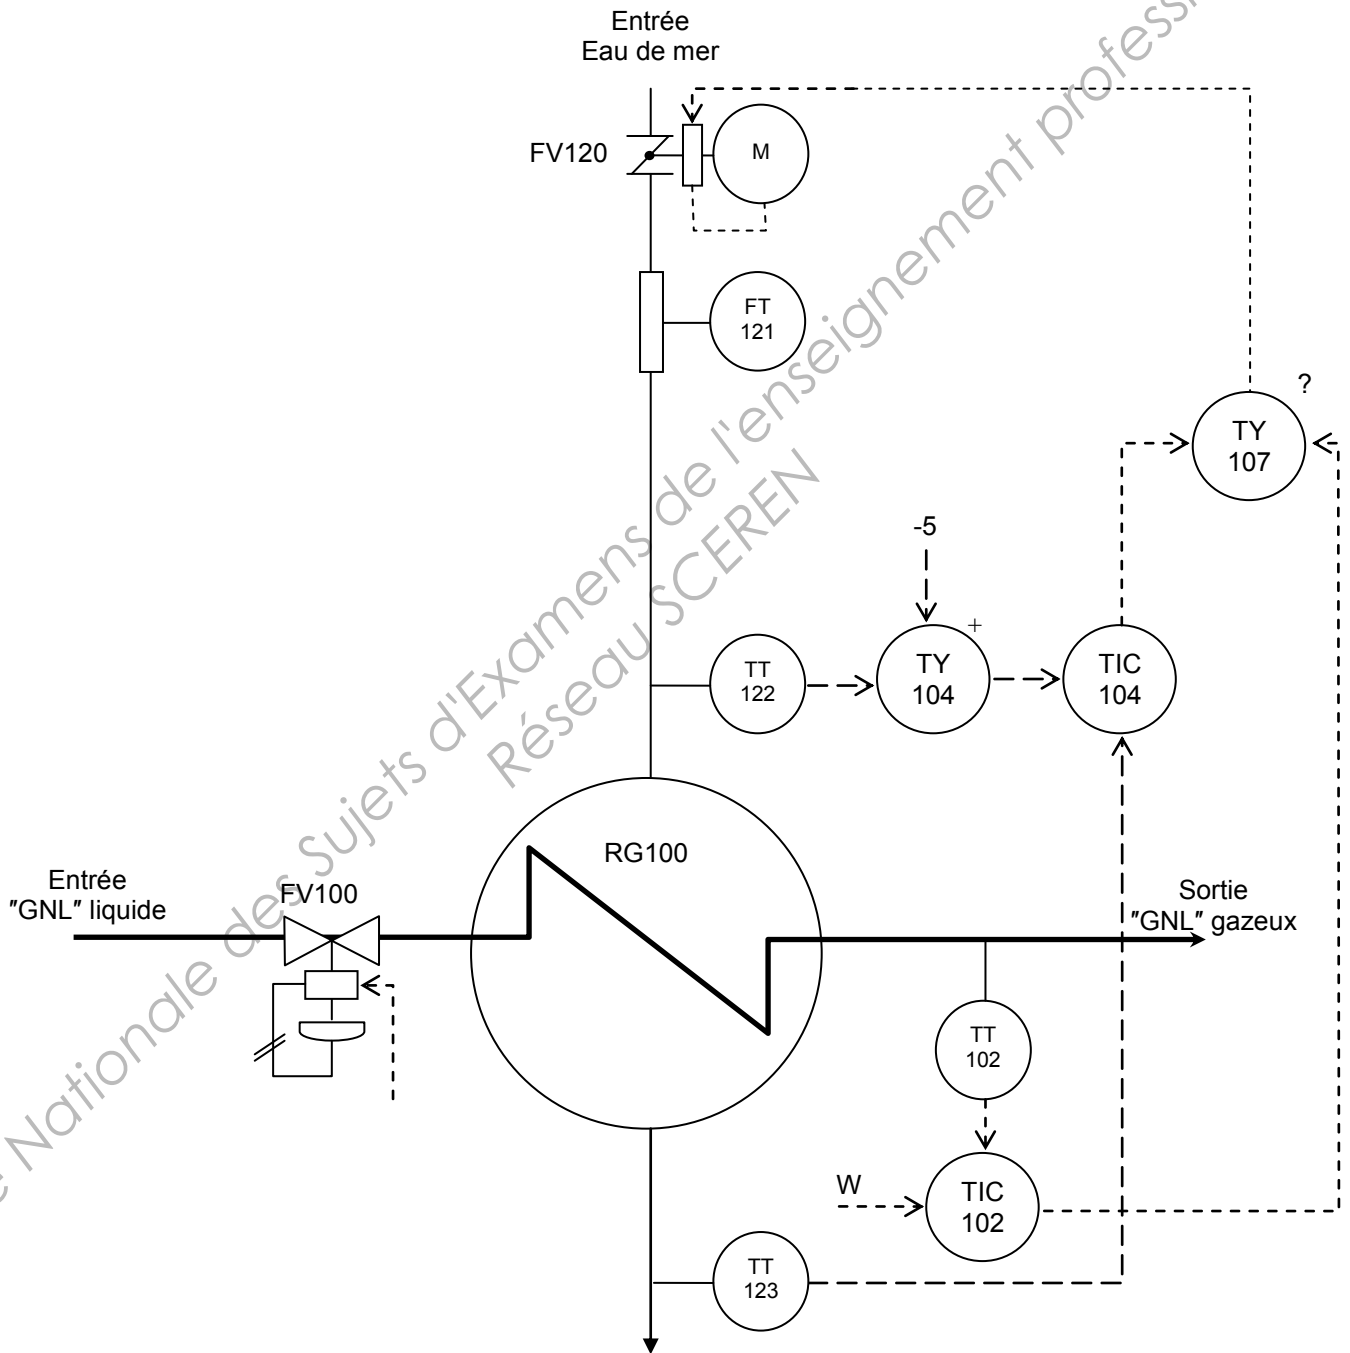 Entrée
Eau de mer
FV120
M
FT
121
?
TY
107
-5
+
TT
122
TY
104
TIC
104
RG100
Entrée
"GNL" liquide
FV100
Sortie
"GNL" gazeux
TT
102
W
TIC
102
TT
123
Nationale des Sujets d'Examens de l'enseignement profess
Réseau SCEREN